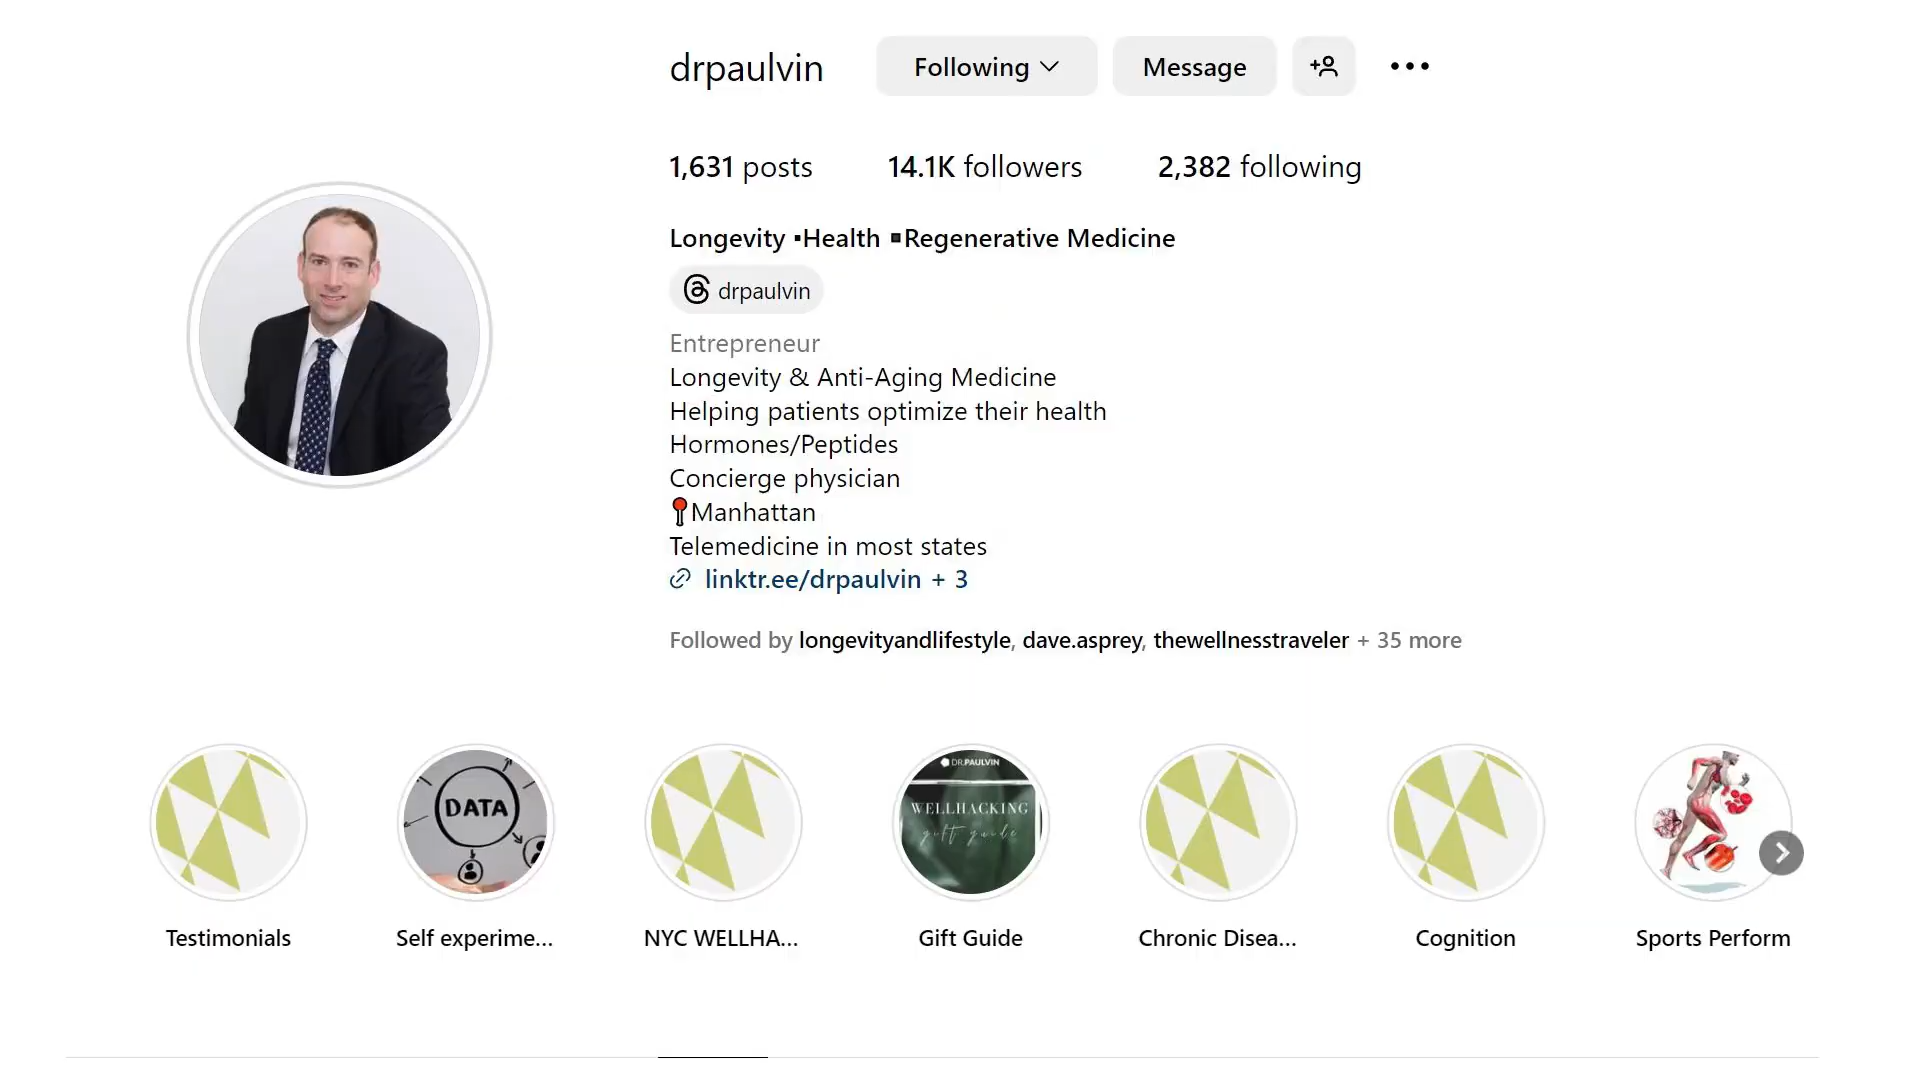 drpaulvin
Following
Message
1,631 posts
14.1K followers
2,382 following
Longevity ▪Health ◾Regenerative Medicine
drpaulvin
Entrepreneur
Longevity & Anti-Aging Medicine
Helping patients optimize their health
Hormones/Peptides
Concierge physician
📍Manhattan
Telemedicine in most states
linktr.ee/drpaulvin + 3
Followed by longevityandlifestyle, dave.asprey, thewellnesstraveler + 35 more
DATA
DR.PAULVIN
WELLHACKING
gift guide
Testimonials
Self experime...
NYC WELLHA...
Gift Guide
Chronic Disea...
Cognition
Sports Perform